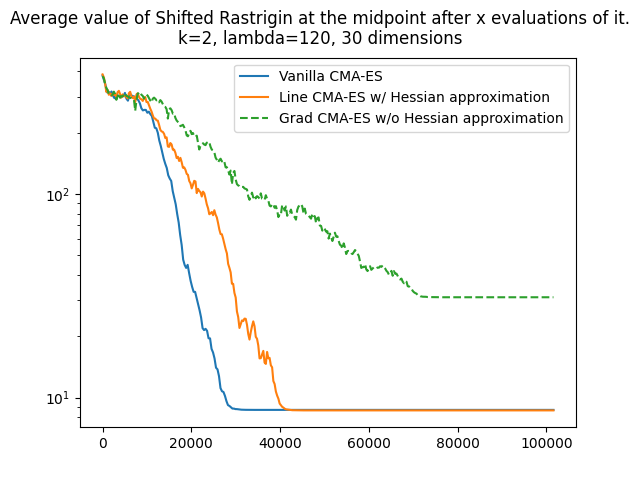 Average value of Shifted Rastrigin at the midpoint after x evaluations of it.
k=2, lambda=120, 30 dimensions
Vanilla CMA-ES
Line CMA-ES w/ Hessian approximation
Grad CMA-ES w/o Hessian approximation
10²
10¹
0 20000 40000 60000 80000 100000